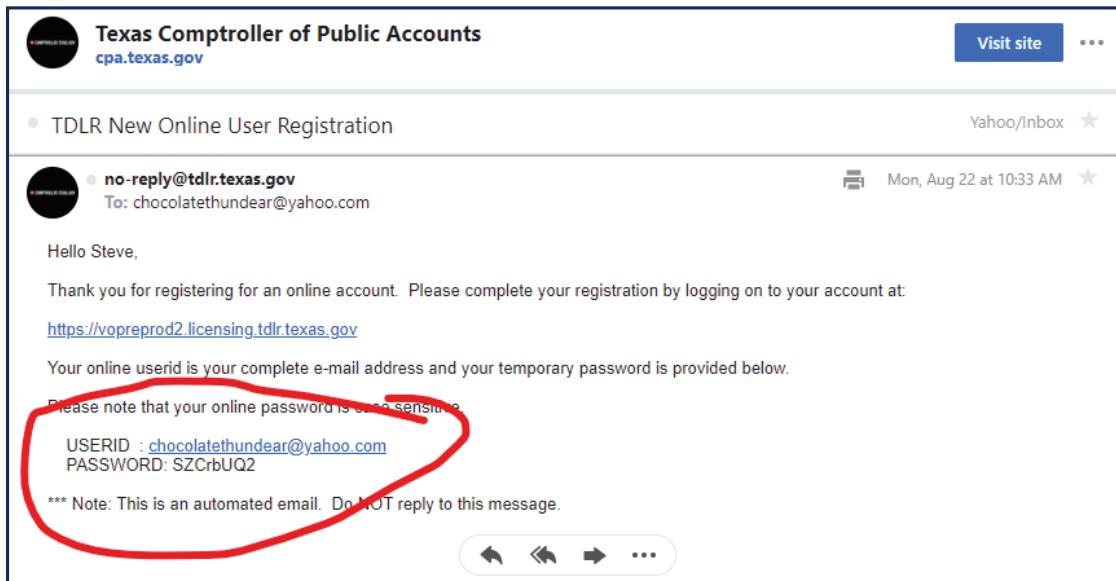 Texas Comptroller of Public Accounts
cpa.texas.gov
Visit site
TDLR New Online User Registration
Yahoo/Inbox
no-reply@tdlr.texas.gov
Mon, Aug 22 at 10:33 AM
To: chocolatethundear@yahoo.com
Hello Steve,
Thank you for registering for an online account.  Please complete your registration by logging on to your account at:
https://vopreprod2.licensing.tdlr.texas.gov
Your online userid is your complete e-mail address and your temporary password is provided below.
Please note that your online password is case sensitive.
USERID  : chocolatethundear@yahoo.com
PASSWORD: SZCrbUQ2
*** Note: This is an automated email.  Do NOT reply to this message.